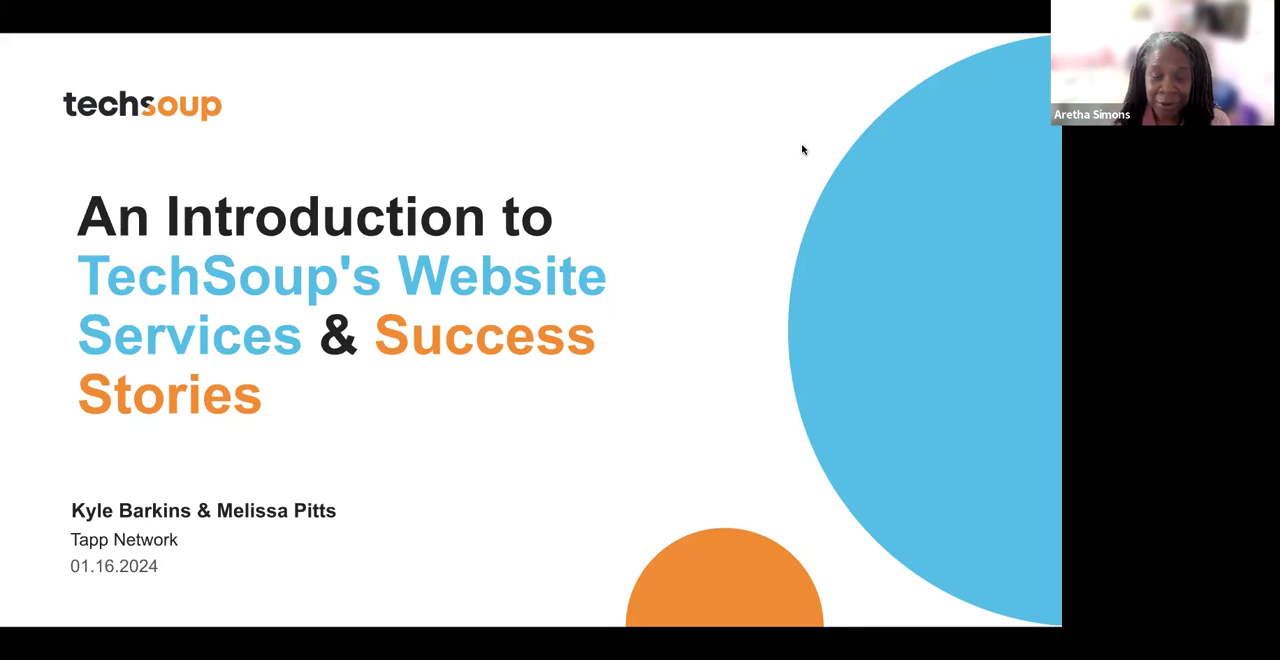 techsoup
Aretha Simons
An Introduction to
TechSoup's Website
Services & Success
Stories
Kyle Barkins & Melissa Pitts
Tapp Network
01.16.2024